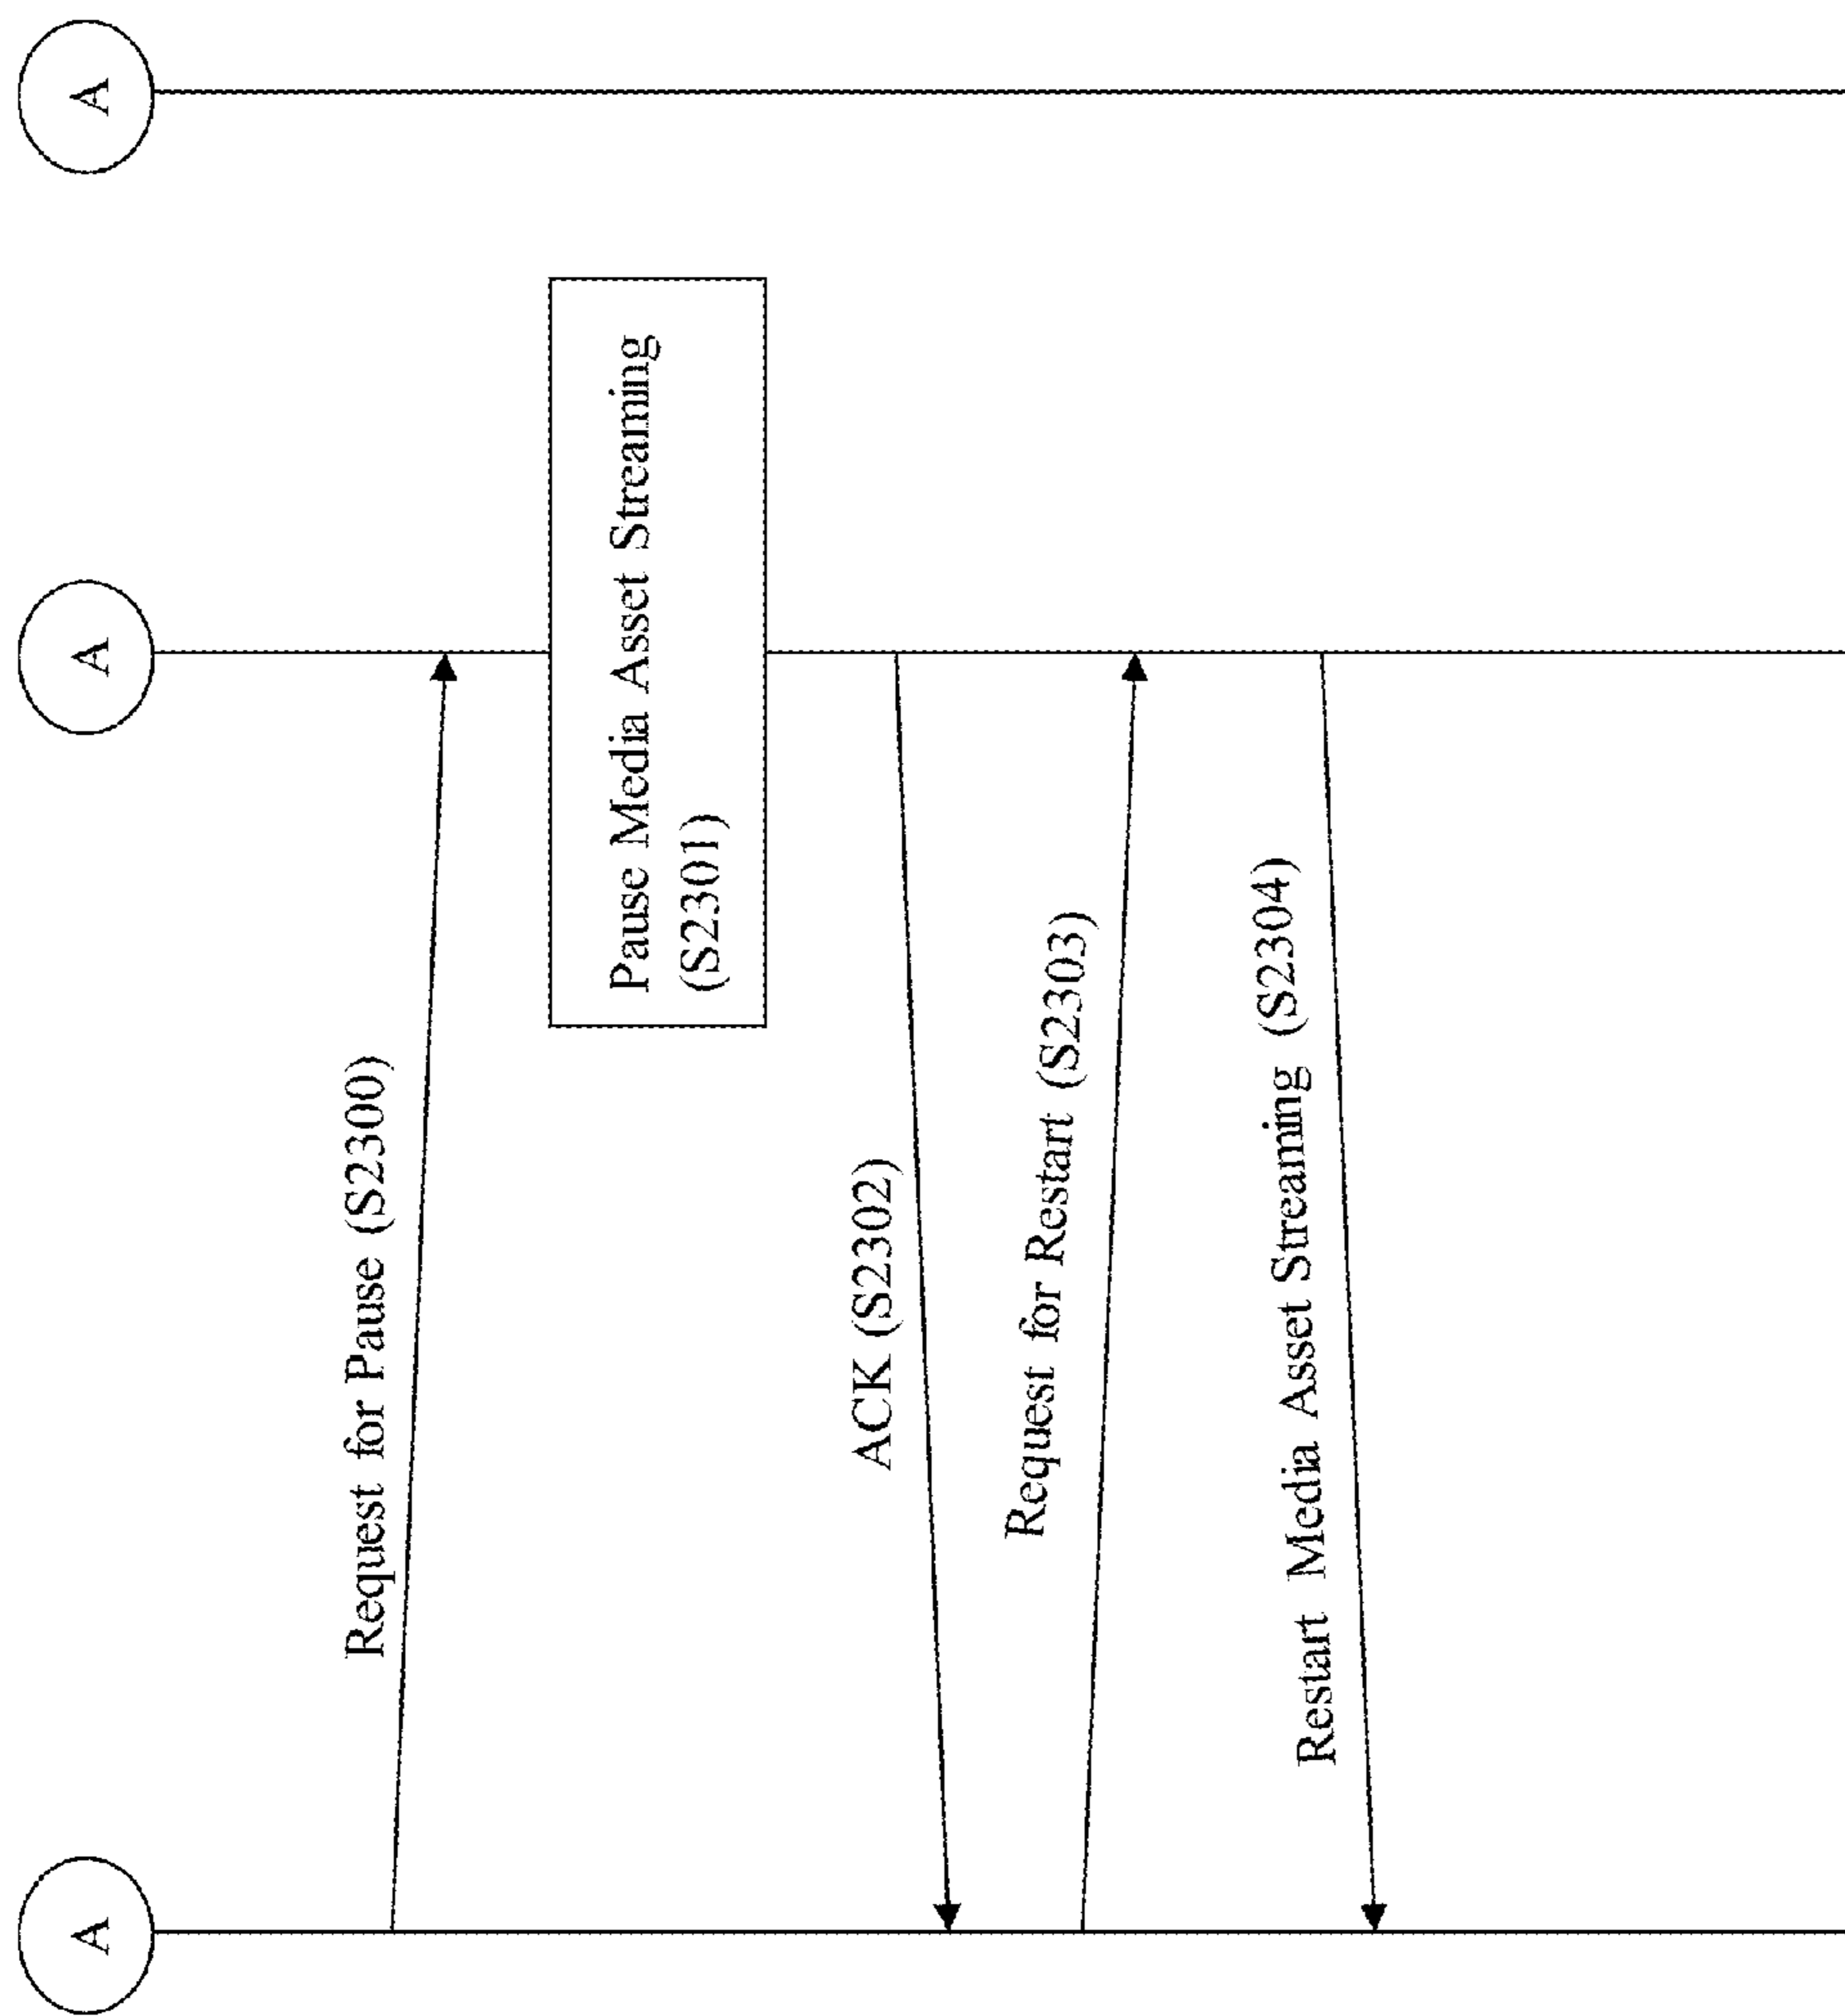 A
A
A
Request for Pause (S2300)
Pause Media Asset Streaming
(S2301)
ACK (S2302)
Request for Restart (S2303)
Restart Media Asset Streaming (S2304)